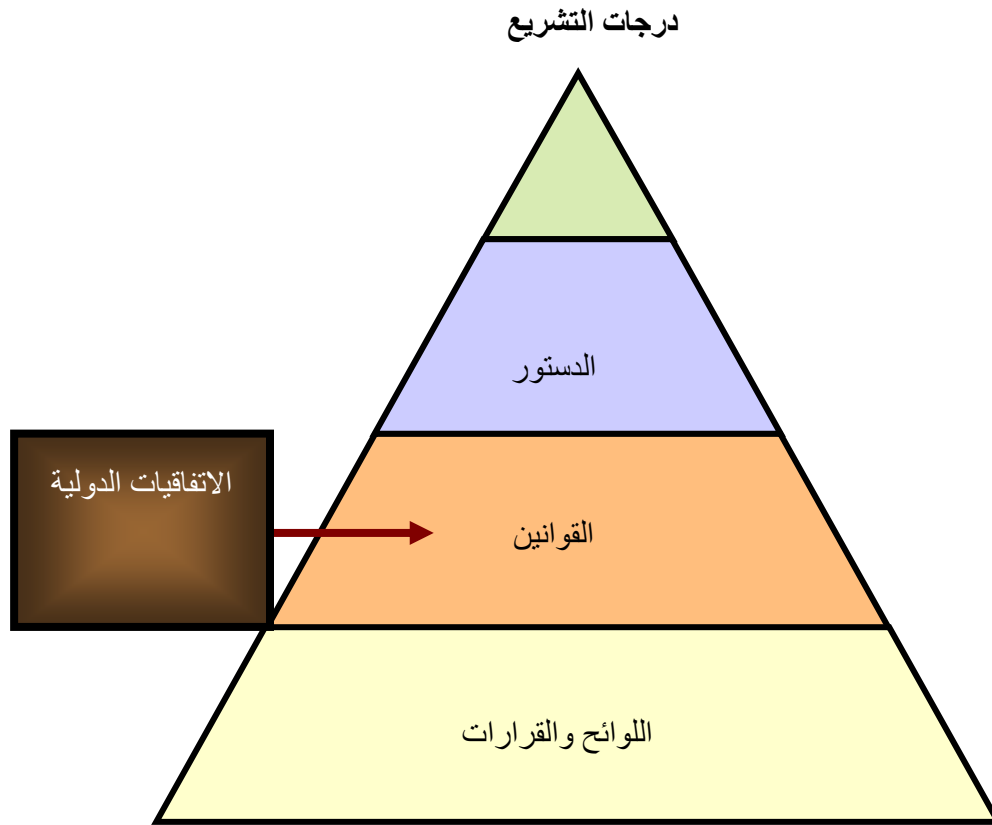 درجات التشريع
الدستور
الاتفاقيات الدولية
القوانين
اللوائح والقرارات